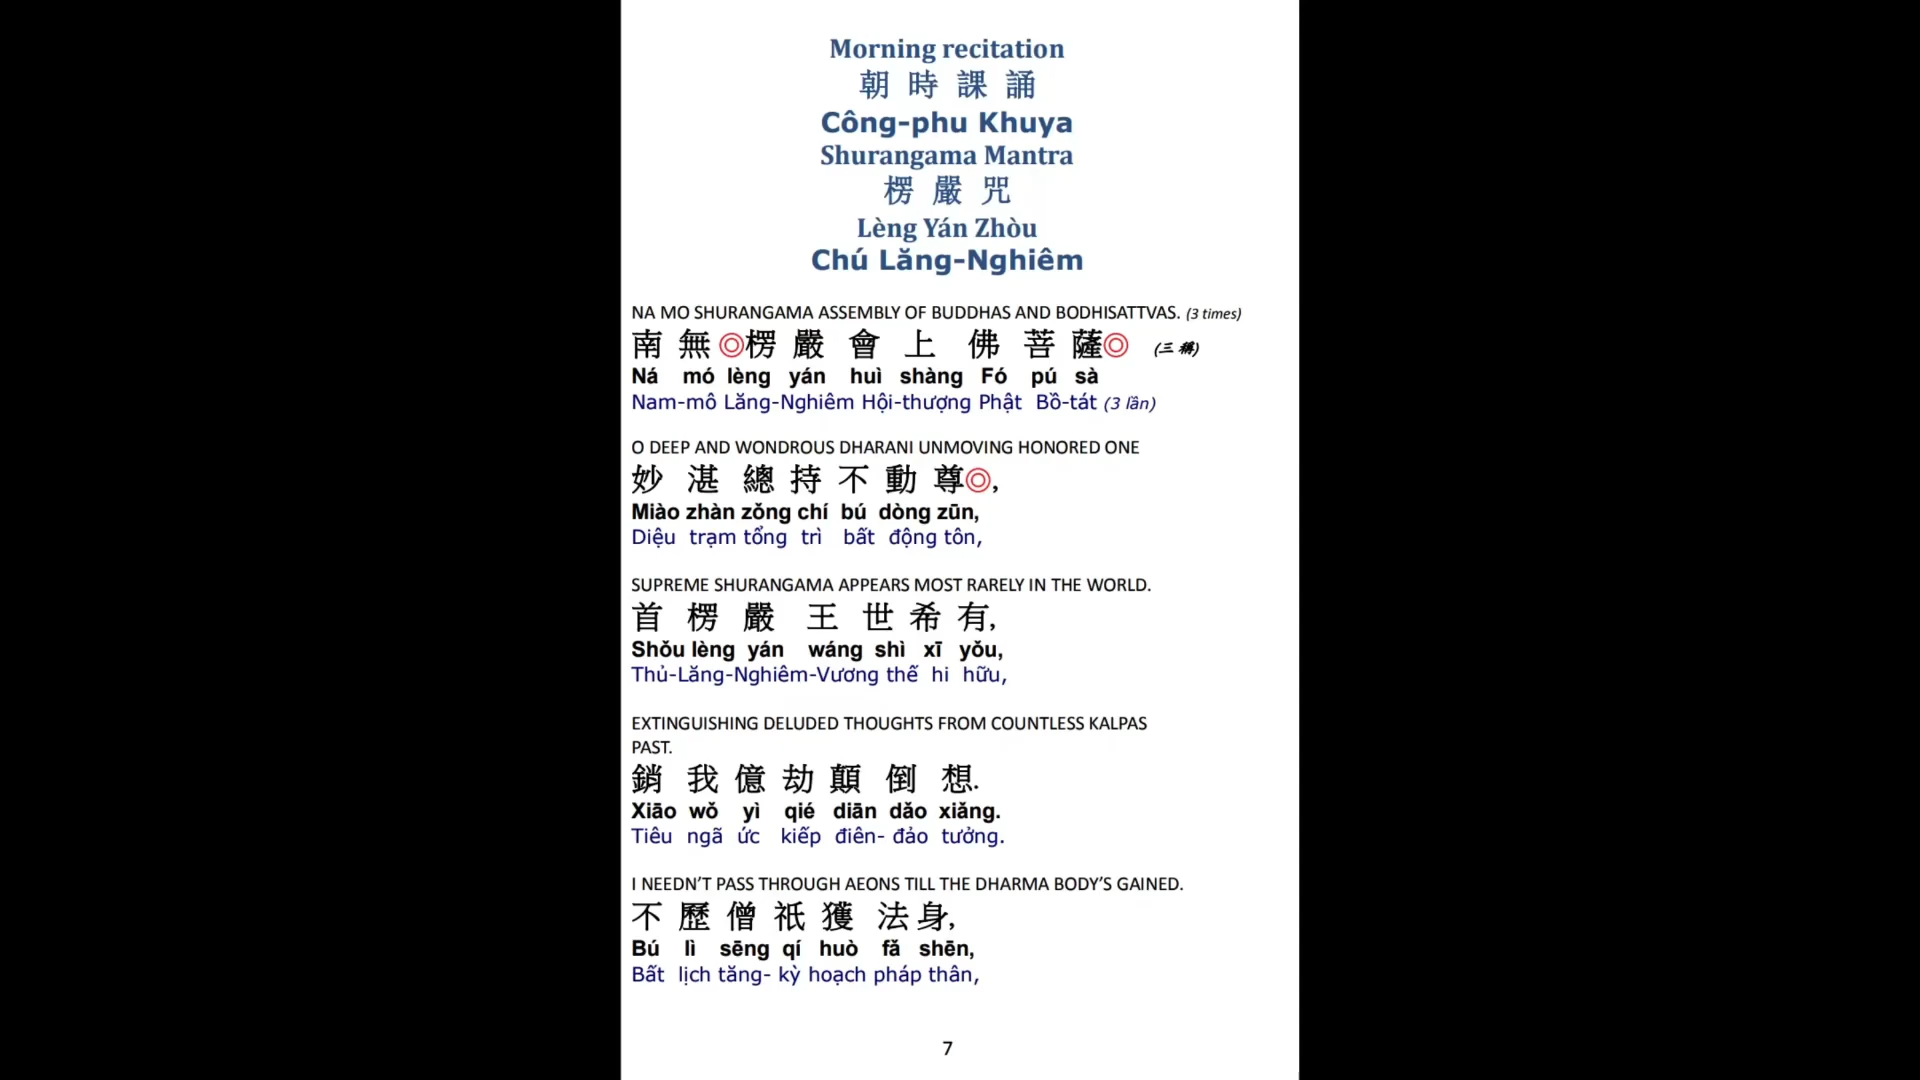 Morning recitation
朝 時 課 誦
Công-phu Khuya
Shurangama Mantra
楞 嚴 咒
Lèng Yán Zhòu
Chú Lăng-Nghiêm
NA MO SHURANGAMA ASSEMBLY OF BUDDHAS AND BODHISATTVAS. (3 times)
南 無 ◎楞 嚴 會 上 佛 菩 薩◎ (三 稱)
Ná mó lèng yán huì shàng Fó pú sà
Nam-mô Lăng-Nghiêm Hội-thượng Phật Bồ-tát (3 lần)
O DEEP AND WONDROUS DHARANI UNMOVING HONORED ONE
妙 湛 總 持 不 動 尊◎,
Miào zhàn zǒng chí bú dòng zūn,
Diệu trạm tổng trì bất động tôn,
SUPREME SHURANGAMA APPEARS MOST RARELY IN THE WORLD.
首 楞 嚴 王 世 希 有,
Shǒu lèng yán wáng shì xī yǒu,
Thủ-Lăng-Nghiêm-Vương thế hi hữu,
EXTINGUISHING DELUDED THOUGHTS FROM COUNTLESS KALPAS
PAST.
銷 我 億 劫 顛 倒 想.
Xiāo wǒ yì qié diān dǎo xiǎng.
Tiêu ngã ức kiếp điên- đảo tưởng.
I NEEDN’T PASS THROUGH AEONS TILL THE DHARMA BODY’S GAINED.
不 歷 僧 祇 獲 法 身,
Bú lì sēng qí huò fǎ shēn,
Bất lịch tăng- kỳ hoạch pháp thân,
7